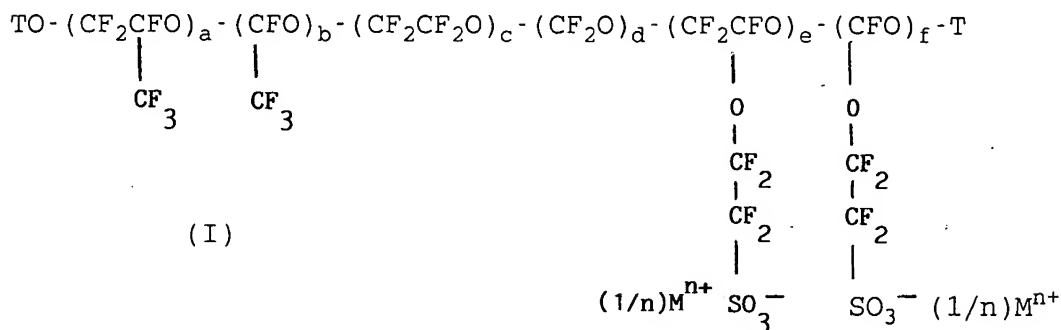 TO-(CF2CFO)a-(CFO)b-(CF2CF2O)c-(CF2O)d-(CF2CFO)e-(CFO)f-T
CF3 CF3 O O
CF2 CF2
(I) CF2 CF2
(1/n)Mn+ SO3− SO3− (1/n)Mn+